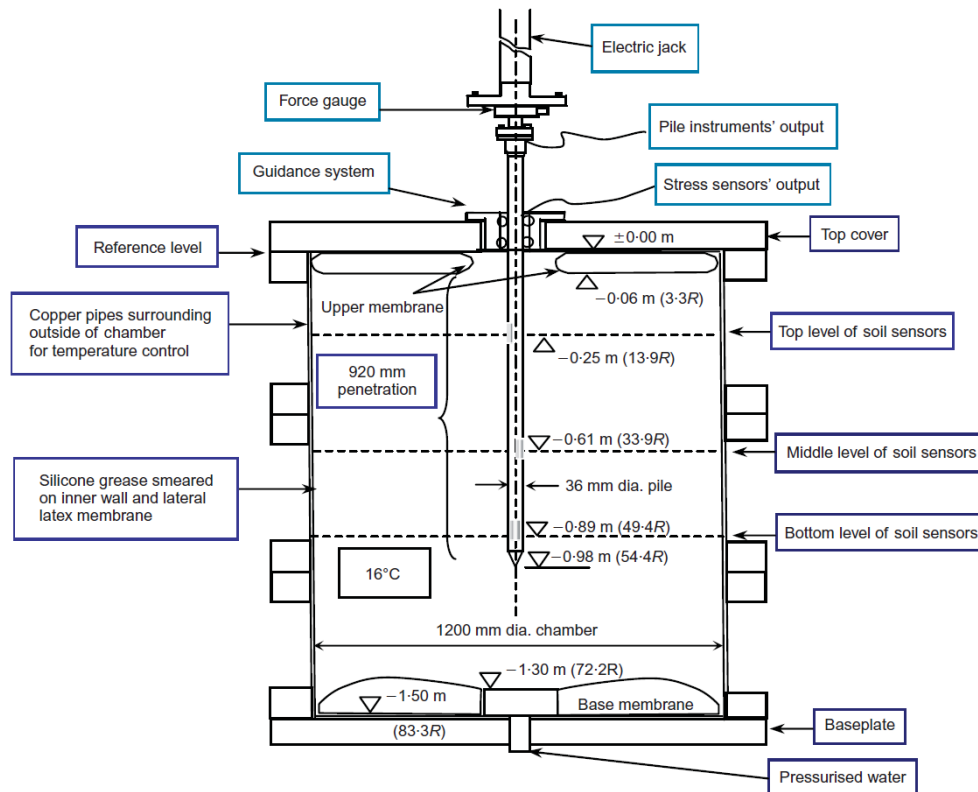 Electric jack
Force gauge
Pile instruments' output
Guidance system
Stress sensors' output
Reference level
±0·00 m
Top cover
Upper membrane
−0·06 m (3·3R)
Copper pipes surrounding
outside of chamber
for temperature control
Top level of soil sensors
−0·25 m (13·9R)
920 mm
penetration
−0·61 m (33·9R)
Middle level of soil sensors
Silicone grease smeared
on inner wall and lateral
latex membrane
36 mm dia. pile
−0·89 m (49·4R)
Bottom level of soil sensors
−0·98 m (54·4R)
16°C
1200 mm dia. chamber
−1·30 m (72·2R)
−1·50 m
Base membrane
(83·3R)
Baseplate
Pressurised water